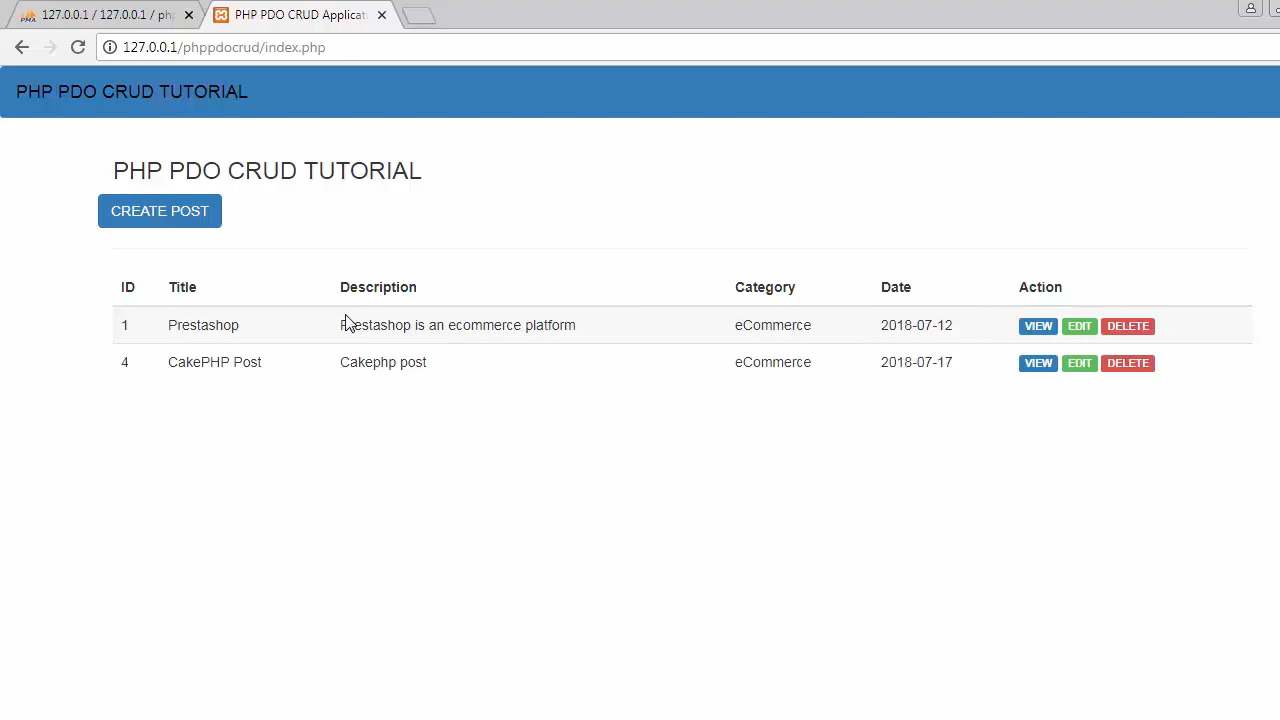 127.0.0.1 / 127.0.0.1 / ph
PHP PDO CRUD Applicat
127.0.0.1/phppdocrud/index.php
PHP PDO CRUD TUTORIAL
PHP PDO CRUD TUTORIAL
CREATE POST
ID Title Description Category Date Action
1 Prestashop Prestashop is an ecommerce platform eCommerce 2018-07-12 VIEW EDIT DELETE
4 CakePHP Post Cakephp post eCommerce 2018-07-17 VIEW EDIT DELETE